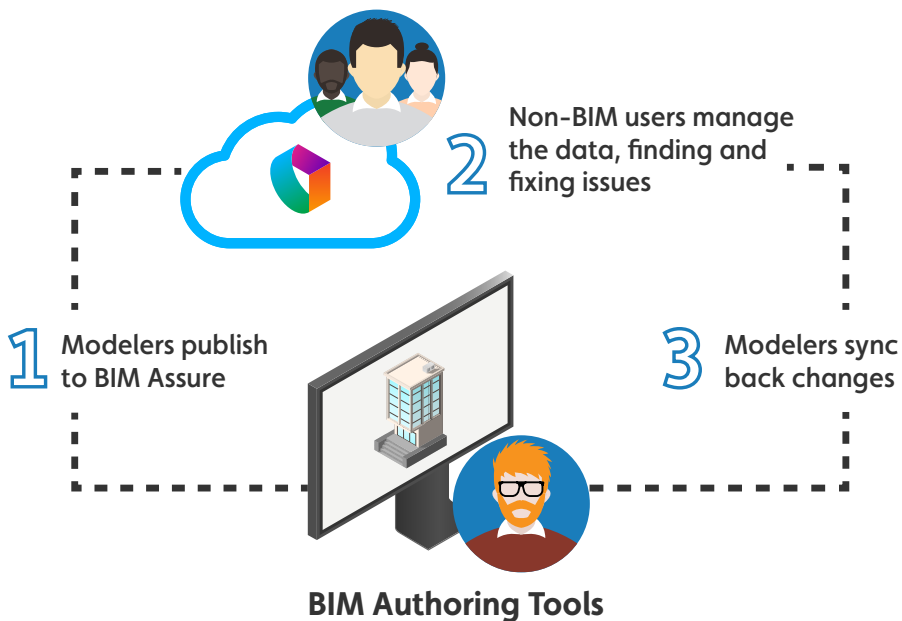 1
Modelers publish
to BIM Assure
2
Non-BIM users manage
the data, finding and
fixing issues
3
Modelers sync
back changes
BIM Authoring Tools